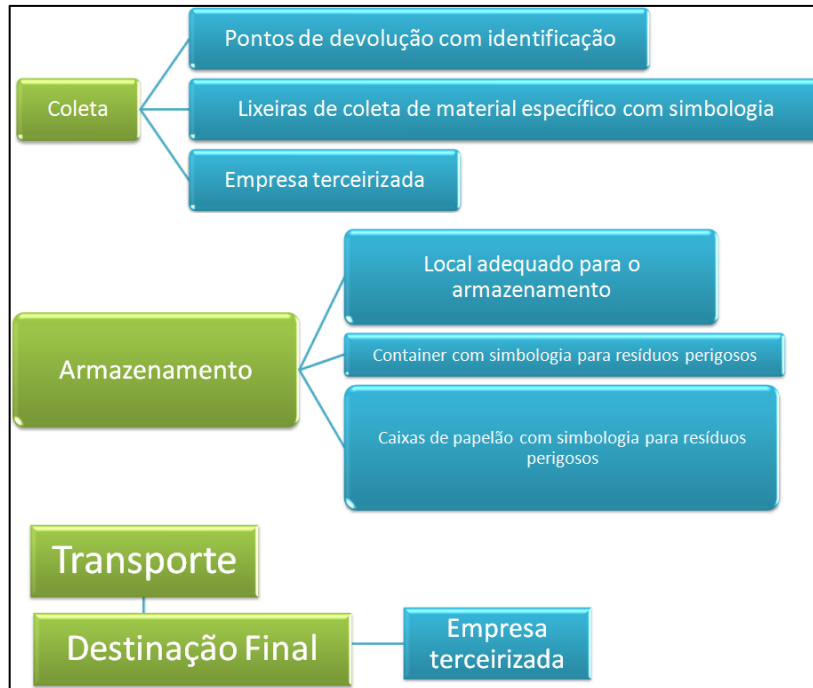 Pontos de devolução com identificação
Coleta
Lixeiras de coleta de material específico com simbologia
Empresa terceirizada
Local adequado para o
armazenamento
Armazenamento
Container com simbologia para resíduos perigosos
Caixas de papelão com simbologia para resíduos
perigosos
Transporte
Destinação Final
Empresa
terceirizada